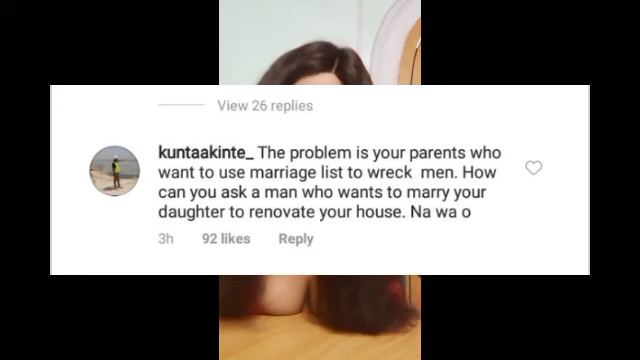 View 26 replies
kuntaakinte_ The problem is your parents who
want to use marriage list to wreck men. How
can you ask a man who wants to marry your
daughter to renovate your house. Na wa o
3h 92 likes Reply